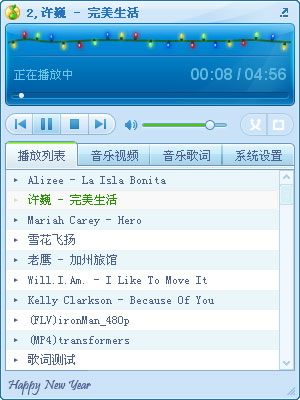 2,许巍 - 完美生活
正在播放中 00:08 / 04:56
播放列表 音乐视频 音乐歌词 系统设置
Alizee - La Isla Bonita
许巍 - 完美生活
Mariah Carey - Hero
雪花飞扬
老鹰 - 加州旅馆
Will.I.Am. - I Like To Move It
Kelly Clarkson - Because Of You
(FLV)ironMan_480p
(MP4)transformers
歌词测试
Happy New Year